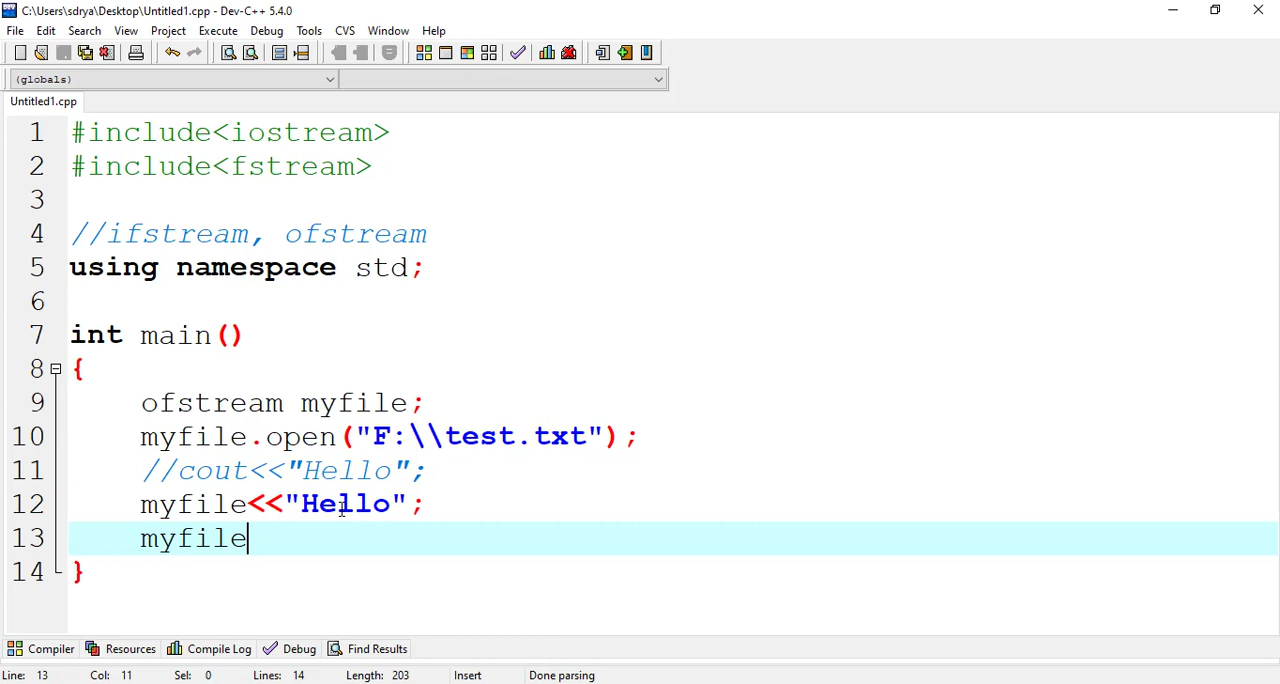 C:\Users\sdrya\Desktop\Untitled1.cpp - Dev-C++ 5.4.0
File Edit Search View Project Execute Debug Tools CVS Window Help
(globals)
Untitled1.cpp
1 #include<iostream>
2 #include<fstream>
3
4 //ifstream, ofstream
5 using namespace std;
6
7 int main()
8 {
9 ofstream myfile;
10 myfile.open("F:\\test.txt");
11 //cout<<"Hello";
12 myfile<<"Hello";
13 myfile
14 }
Compiler Resources Compile Log Debug Find Results
Line: 13 Col: 11 Sel: 0 Lines: 14 Length: 203 Insert Done parsing